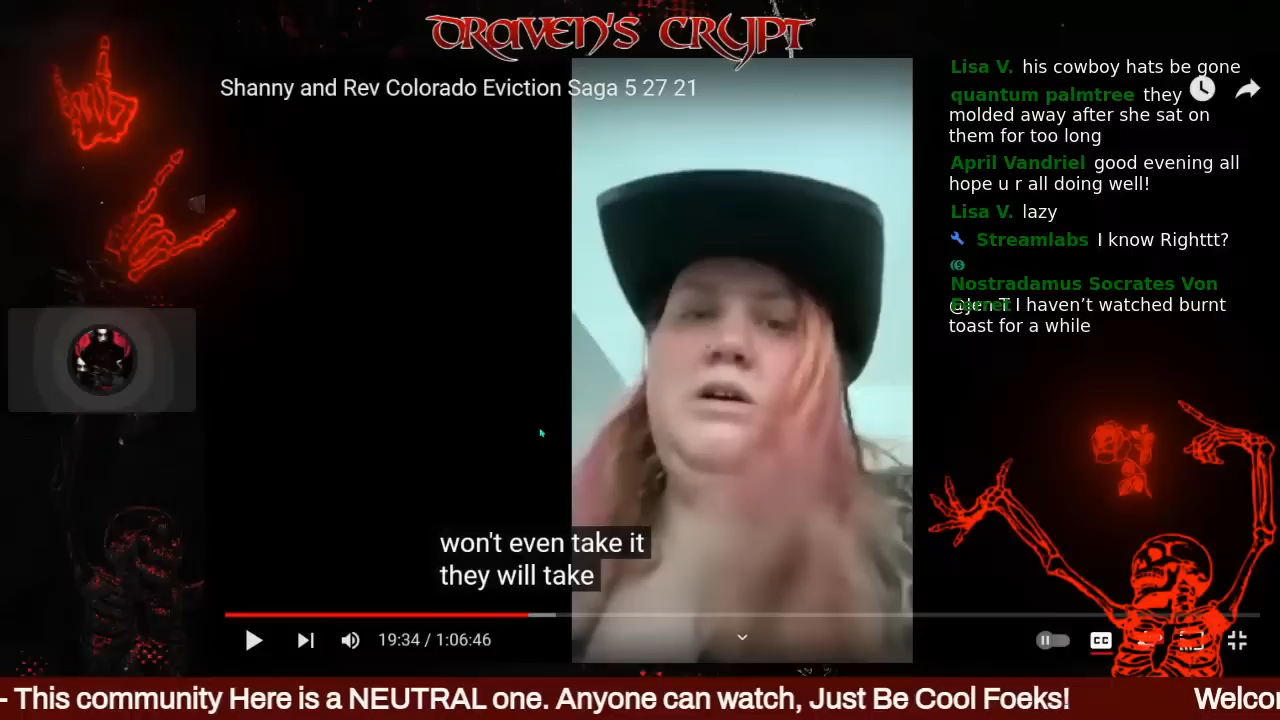 DRAVEN'S CRYPT
Shanny and Rev Colorado Eviction Saga 5 27 21
Lisa V. his cowboy hats be gone
quantum palmtree they
molded away after she sat on
them for too long
April Vandriel good evening all
hope u r all doing well!
Lisa V. lazy
Streamlabs I know Righttt?
Nostradamus Socrates Von
Ferret
@Jen T I haven’t watched burnt
toast for a while
won't even take it
they will take
19:34 / 1:06:46
CC
- This community Here is a NEUTRAL one. Anyone can watch, Just Be Cool Foeks!
Welco